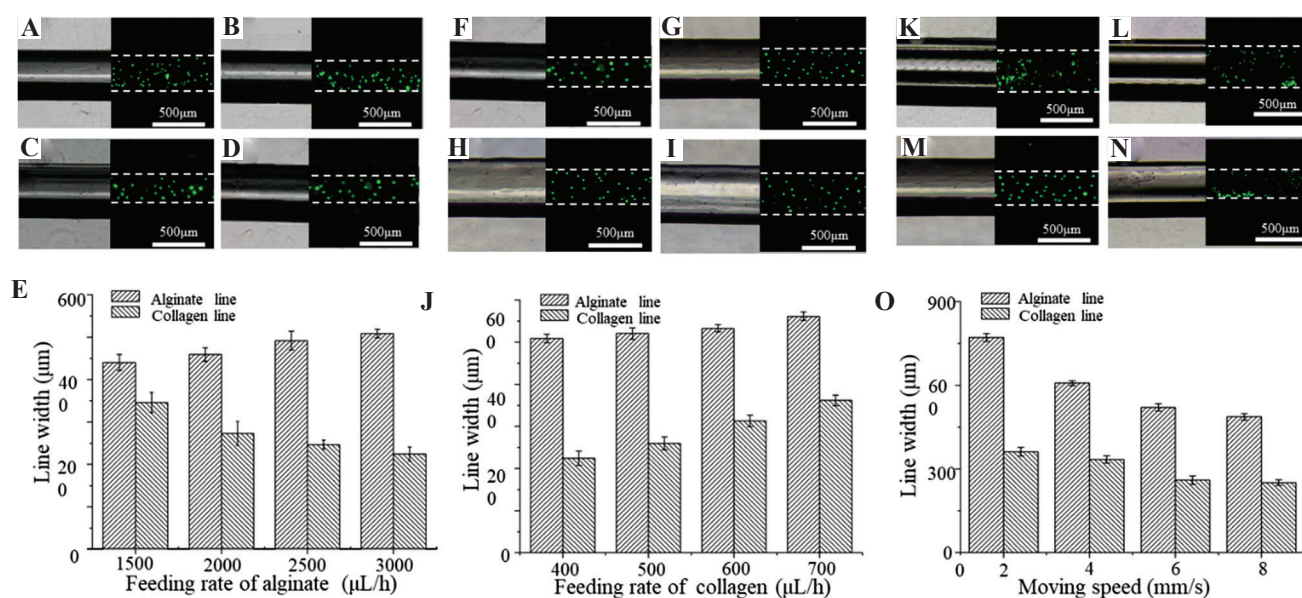 A
B
500μm
500μm
C
D
500μm
500μm
F
G
500μm
500μm
H
I
500μm
500μm
K
L
500μm
500μm
M
N
500μm
500μm
E
Line width (μm)
600
40
0
20
0
0
Alginate line
Collagen line
1500 2000 2500 3000
Feeding rate of alginate (μL/h)
J
Line width (μm)
60
0
40
0
20
0
0
Alginate line
Collagen line
400 500 600 700
Feeding rate of collagen (μL/h)
O
Line width (μm)
900
60
0
300
0
Alginate line
Collagen line
0 2 4 6 8
Moving speed (mm/s)